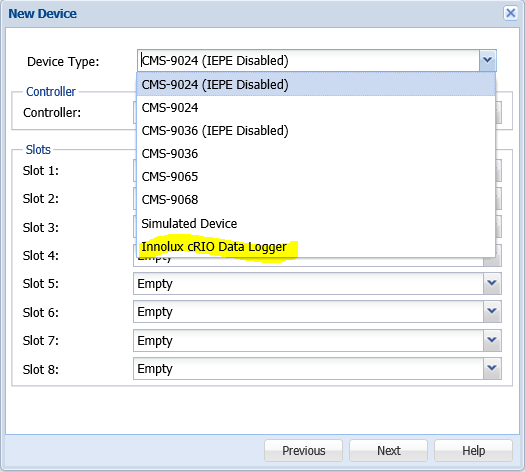 New Device
Device Type: CMS-9024 (IEPE Disabled)
CMS-9024 (IEPE Disabled)
CMS-9024
CMS-9036 (IEPE Disabled)
CMS-9036
CMS-9065
CMS-9068
Simulated Device
Innolux cRIO Data Logger
Controller
Controller:
Slots
Slot 1:
Slot 2:
Slot 3:
Slot 4: Empty
Slot 5: Empty
Slot 6: Empty
Slot 7: Empty
Slot 8: Empty
Previous Next Help